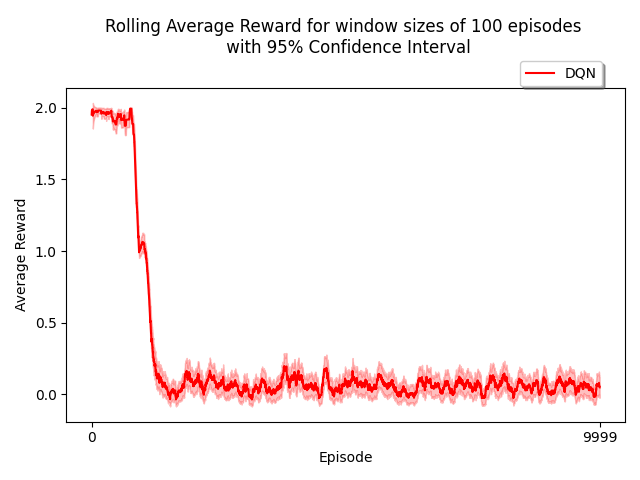 Rolling Average Reward for window sizes of 100 episodes
with 95% Confidence Interval
DQN
2.0
1.5
1.0
0.5
0.0
Average Reward
0
9999
Episode